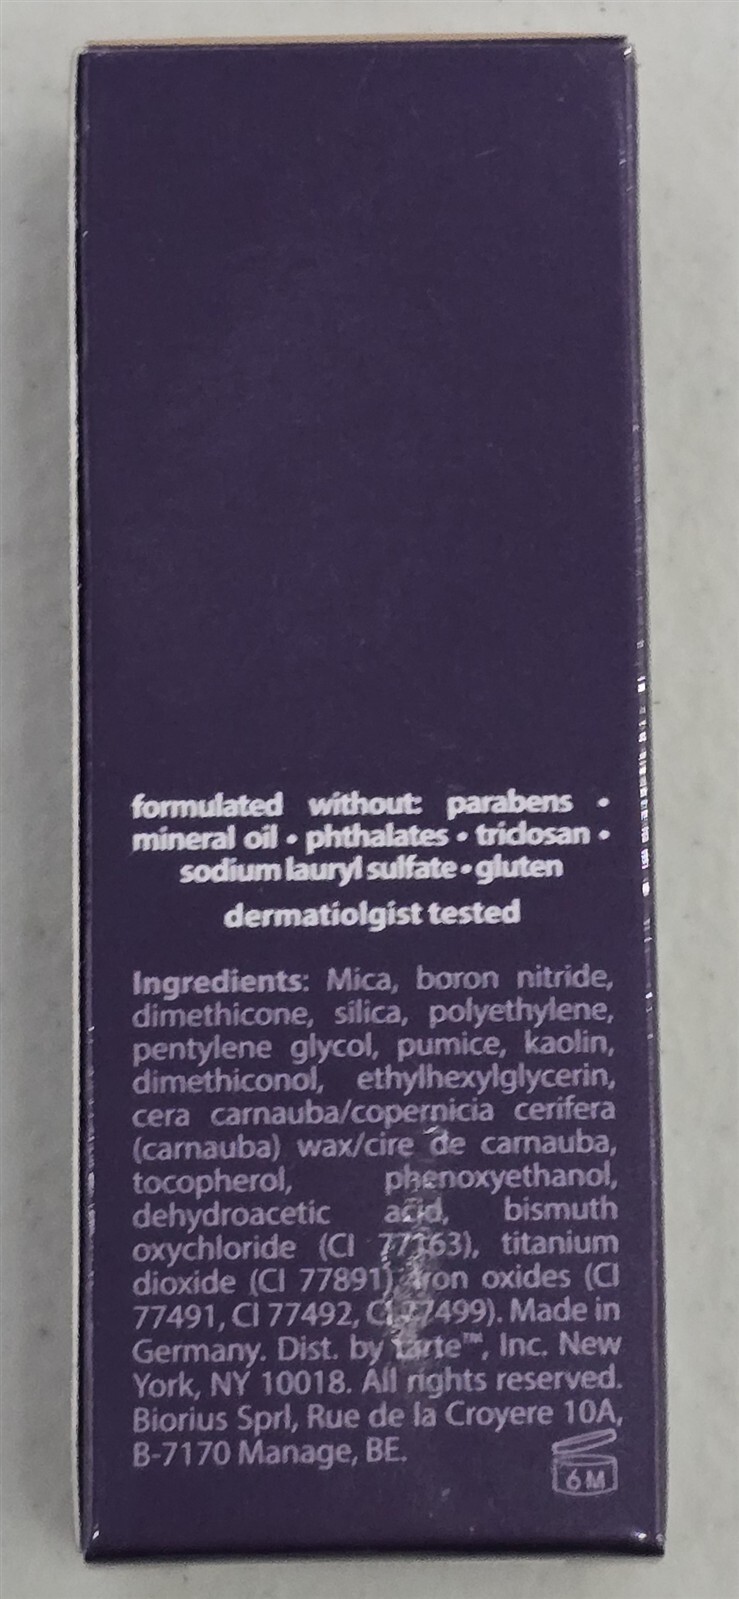 formulated without: parabens •
mineral oil • phthalates • triclosan •
sodium lauryl sulfate • gluten
dermatiolgist tested
Ingredients: Mica, boron nitride,
dimethicone, silica, polyethylene,
pentylene glycol, pumice, kaolin,
dimethiconol, ethylhexylglycerin,
cera carnauba/copernicia cerifera
(carnauba) wax/cire de carnauba,
tocopherol, phenoxyethanol,
dehydroacetic acid, bismuth
oxychloride (CI 77163), titanium
dioxide (CI 77891), iron oxides (CI
77491, CI 77492, CI 77499). Made in
Germany. Dist. by tarte™, Inc. New
York, NY 10018. All rights reserved.
Biorius Sprl, Rue de la Croyere 10A,
B-7170 Manage, BE.
6 M